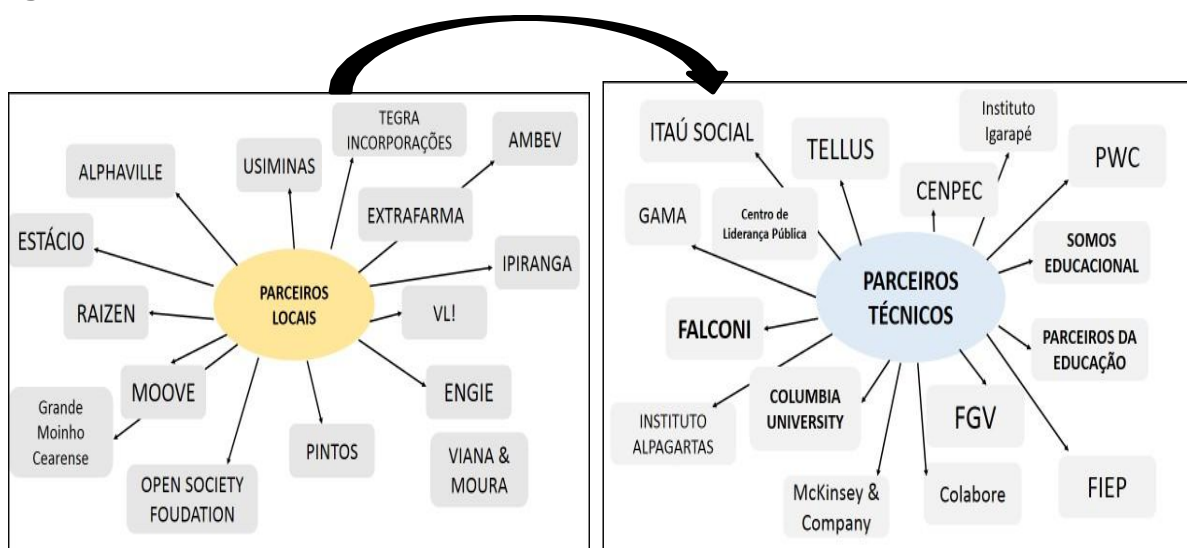 TEGRA
INCORPORAÇÕES
AMBEV
USIMINAS
ALPHAVILLE
EXTRAFARMA
ESTÁCIO
IPIRANGA
PARCEIROS
LOCAIS
RAIZEN
VL!
MOOVE
ENGIE
Grande
Moinho
Cearense
PINTOS
VIANA &
MOURA
OPEN SOCIETY
FOUDATION
ITAÚ SOCIAL
TELLUS
Instituto
Igarapé
PWC
CENPEC
GAMA
Centro de
Liderança Pública
SOMOS
EDUCACIONAL
PARCEIROS
TÉCNICOS
FALCONI
PARCEIROS DA
EDUCAÇÃO
COLUMBIA
UNIVERSITY
FGV
INSTITUTO
ALPAGARTAS
McKinsey &
Company
Colabore
FIEP